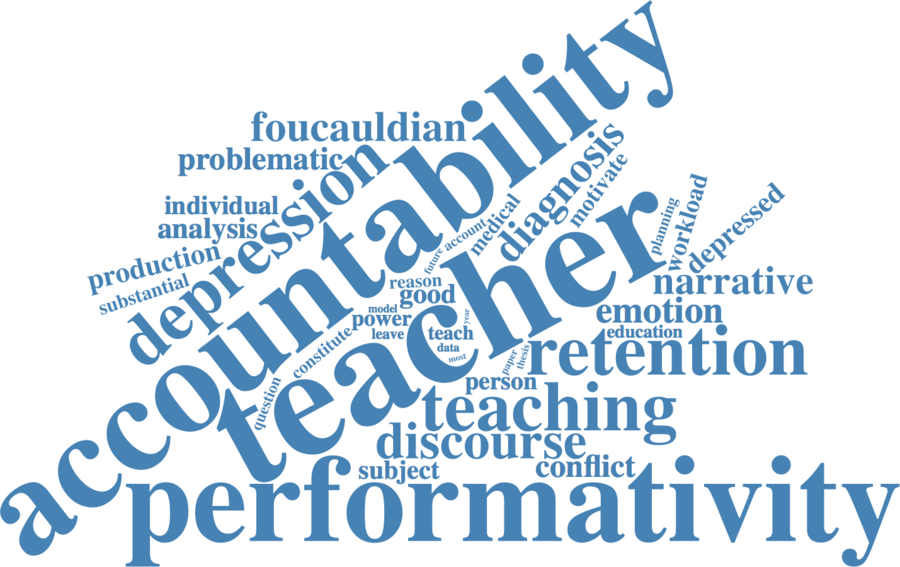 accountability
foucauldian
problematic
depression
diagnosis
motivate
individual
analysis
medical
account
future
teacher
planning
workload
depressed
production
substantial
reason
good
narrative
model
power
year
emotion
leave
teach
education
constitute
data
most
paper
thesis
retention
question
person
teaching
discourse
subject
conflict
performativity